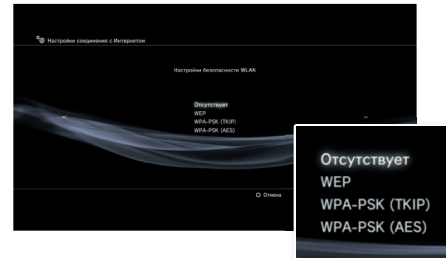 Настройки соединения с Интернетом
Настройки безопасности WLAN
Отсутствует
WEP
WPA-PSK (TKIP)
WPA-PSK (AES)
Отмена
Отсутствует
WEP
WPA-PSK (TKIP)
WPA-PSK (AES)